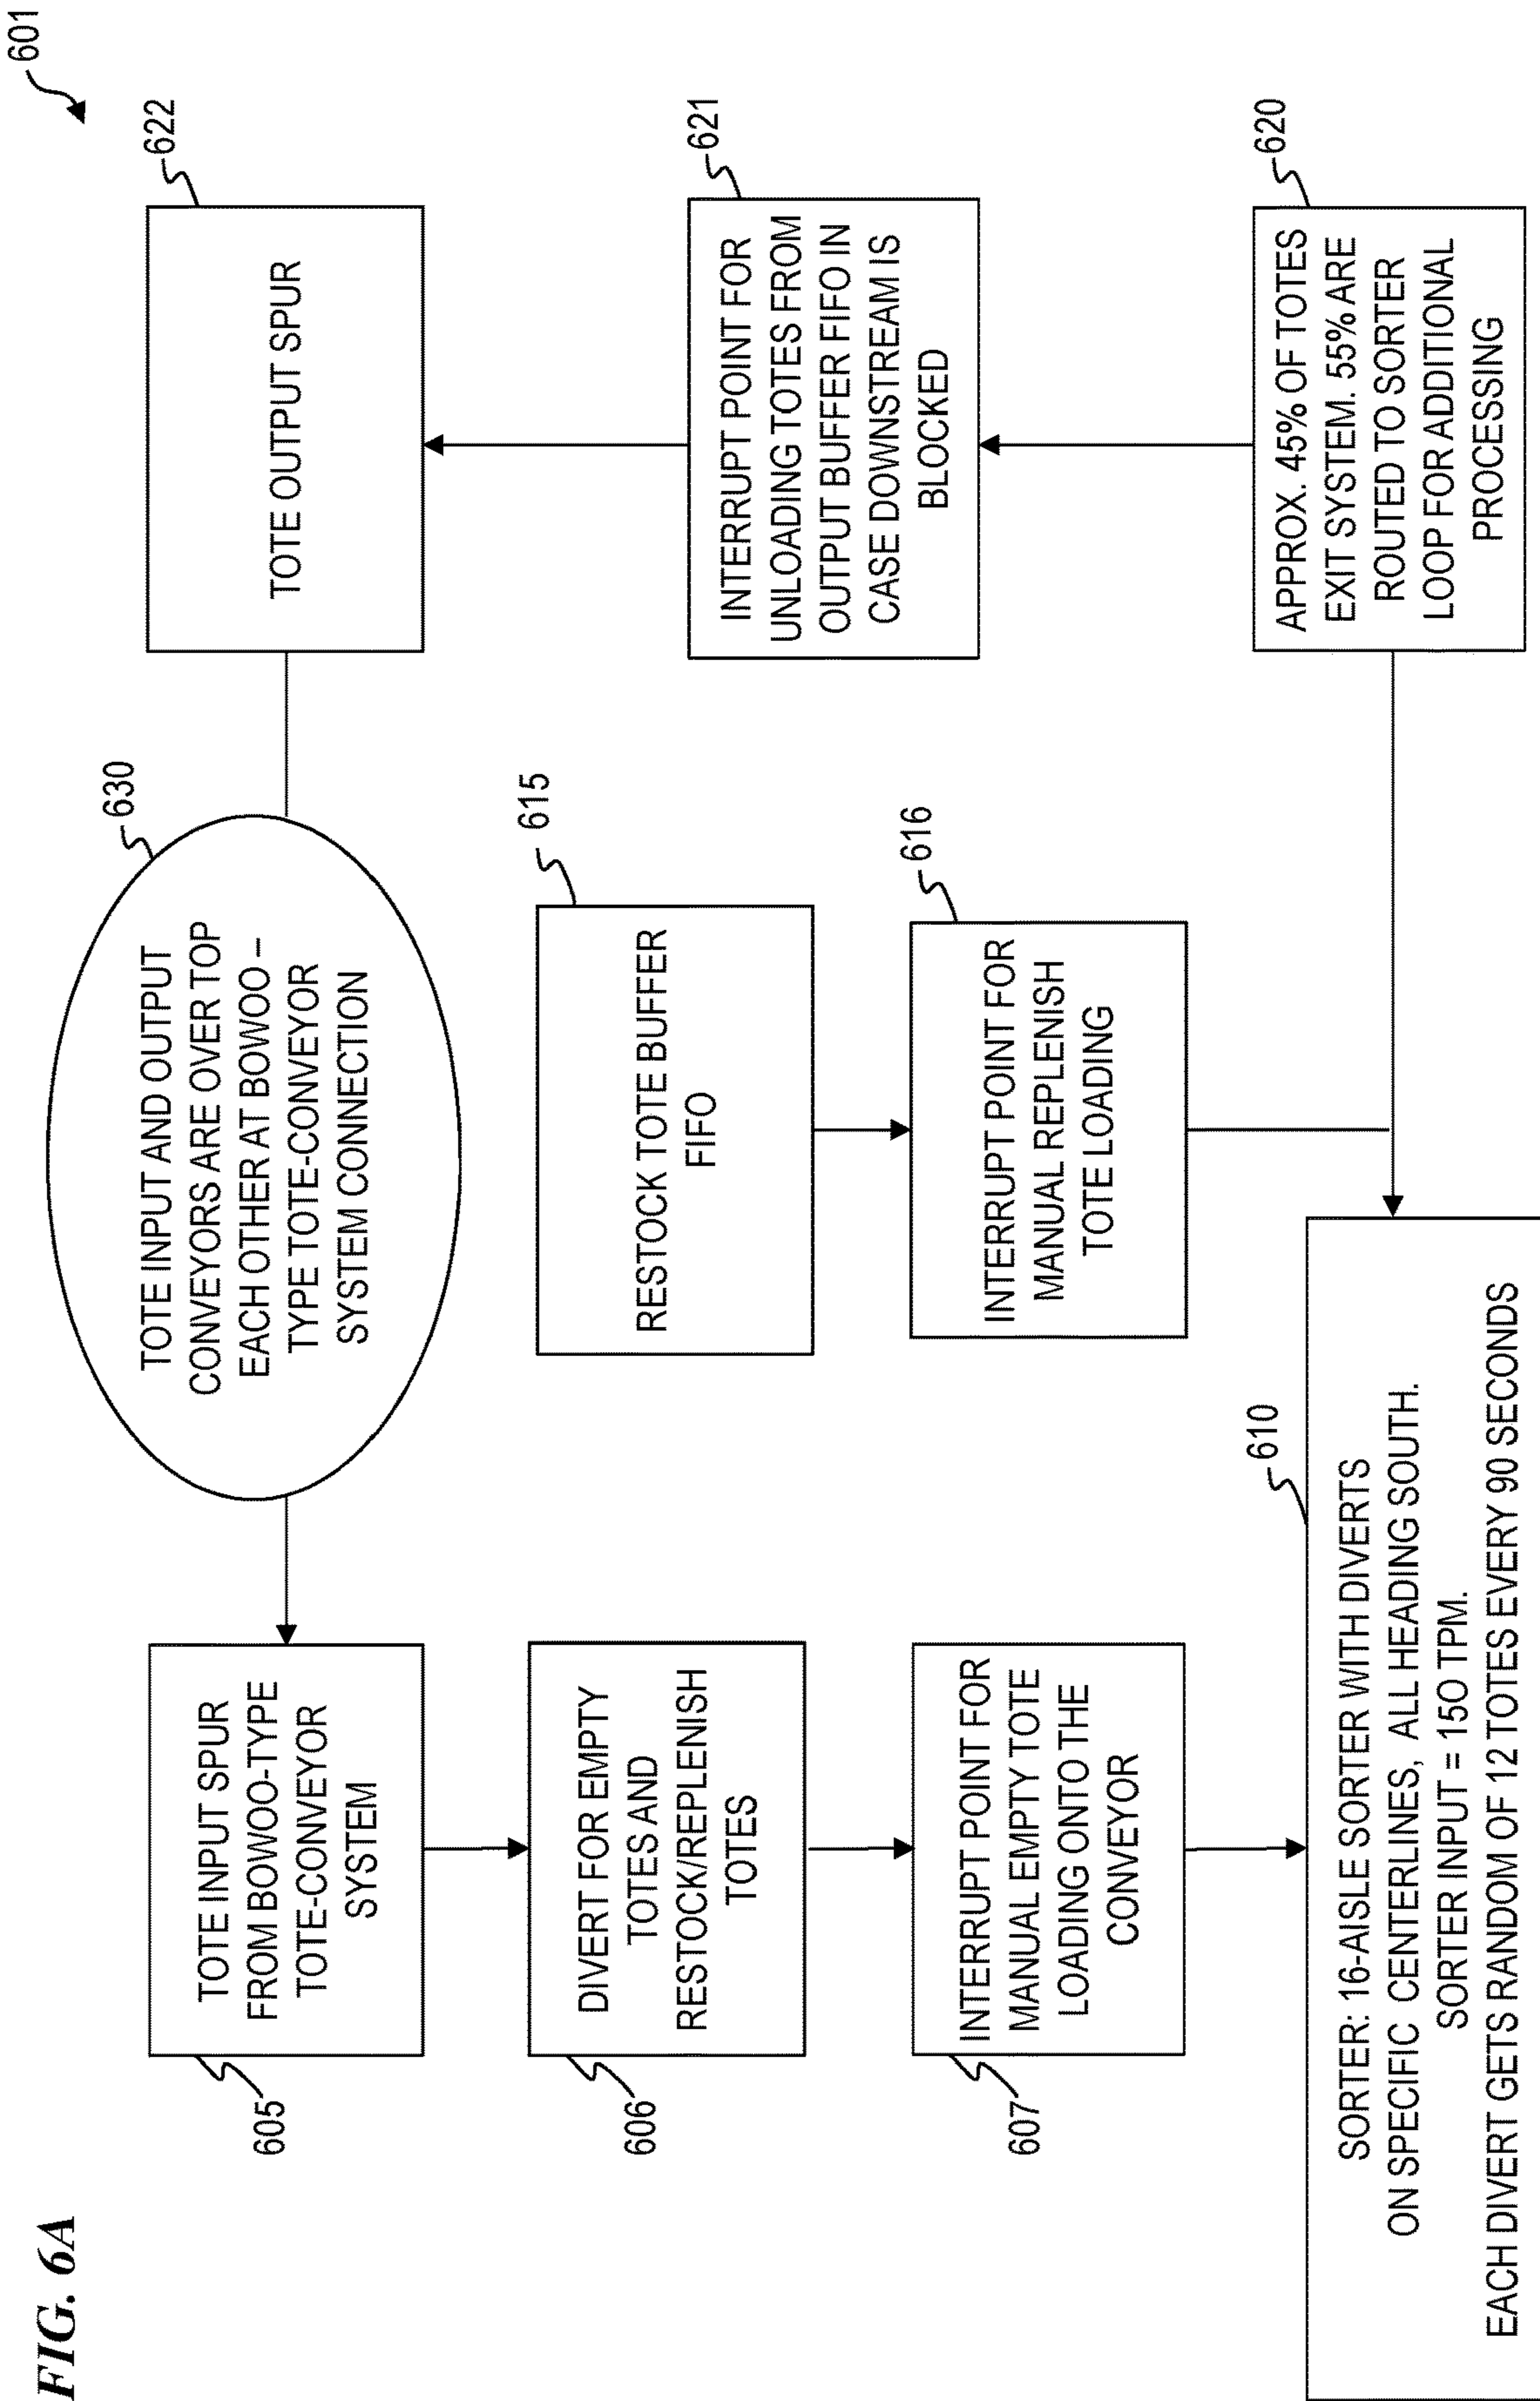 FIG. 6A
601
TOTE INPUT SPUR
FROM BOWOO-TYPE
TOTE-CONVEYOR
SYSTEM
605
DIVERT FOR EMPTY
TOTES AND
RESTOCK/REPLENISH
TOTES
606
INTERRUPT POINT FOR
MANUAL EMPTY TOTE
LOADING ONTO THE
CONVEYOR
607
SORTER: 16-AISLE SORTER WITH DIVERTS
ON SPECIFIC CENTERLINES, ALL HEADING SOUTH.
SORTER INPUT = 150 TPM.
EACH DIVERT GETS RANDOM OF 12 TOTES EVERY 90 SECONDS
610
TOTE INPUT AND OUTPUT
CONVEYORS ARE OVER TOP
EACH OTHER AT BOWOO –
TYPE TOTE-CONVEYOR
SYSTEM CONNECTION
630
RESTOCK TOTE BUFFER
FIFO
615
INTERRUPT POINT FOR
MANUAL REPLENISH
TOTE LOADING
616
TOTE OUTPUT SPUR
622
INTERRUPT POINT FOR
UNLOADING TOTES FROM
OUTPUT BUFFER FIFO IN
CASE DOWNSTREAM IS
BLOCKED
621
APPROX. 45% OF TOTES
EXIT SYSTEM. 55% ARE
ROUTED TO SORTER
LOOP FOR ADDITIONAL
PROCESSING
620